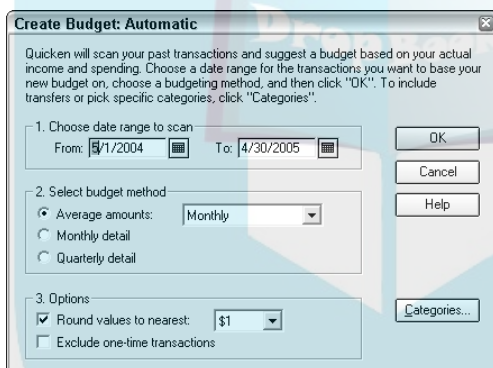 Create Budget: Automatic
Quicken will scan your past transactions and suggest a budget based on your actual
income and spending. Choose a date range for the transactions you want to base your
new budget on, choose a budgeting method, and then click "OK". To include
transfers or pick specific categories, click "Categories".
1. Choose date range to scan
From: 5/1/2004 To: 4/30/2005
OK
Cancel
Help
2. Select budget method
Average amounts: Monthly
Monthly detail
Quarterly detail
3. Options
Round values to nearest: $1
Exclude one-time transactions
Categories...